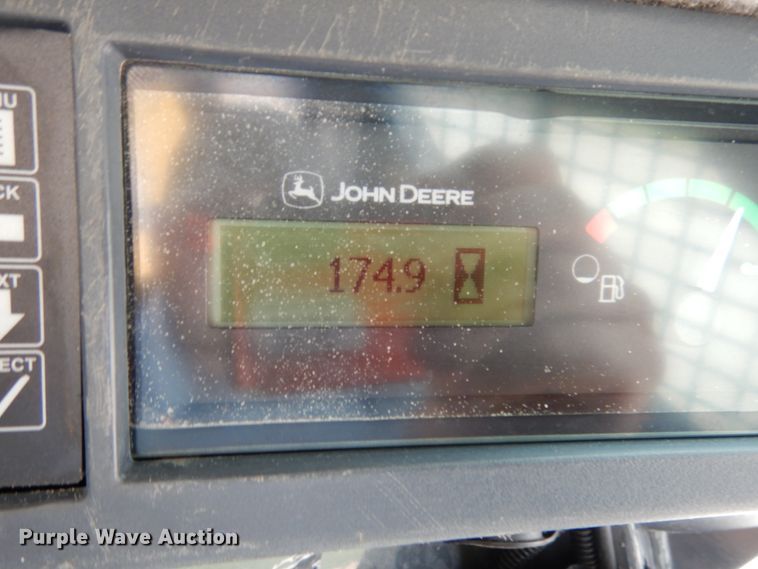 JOHN DEERE
174.9
Purple Wave Auction